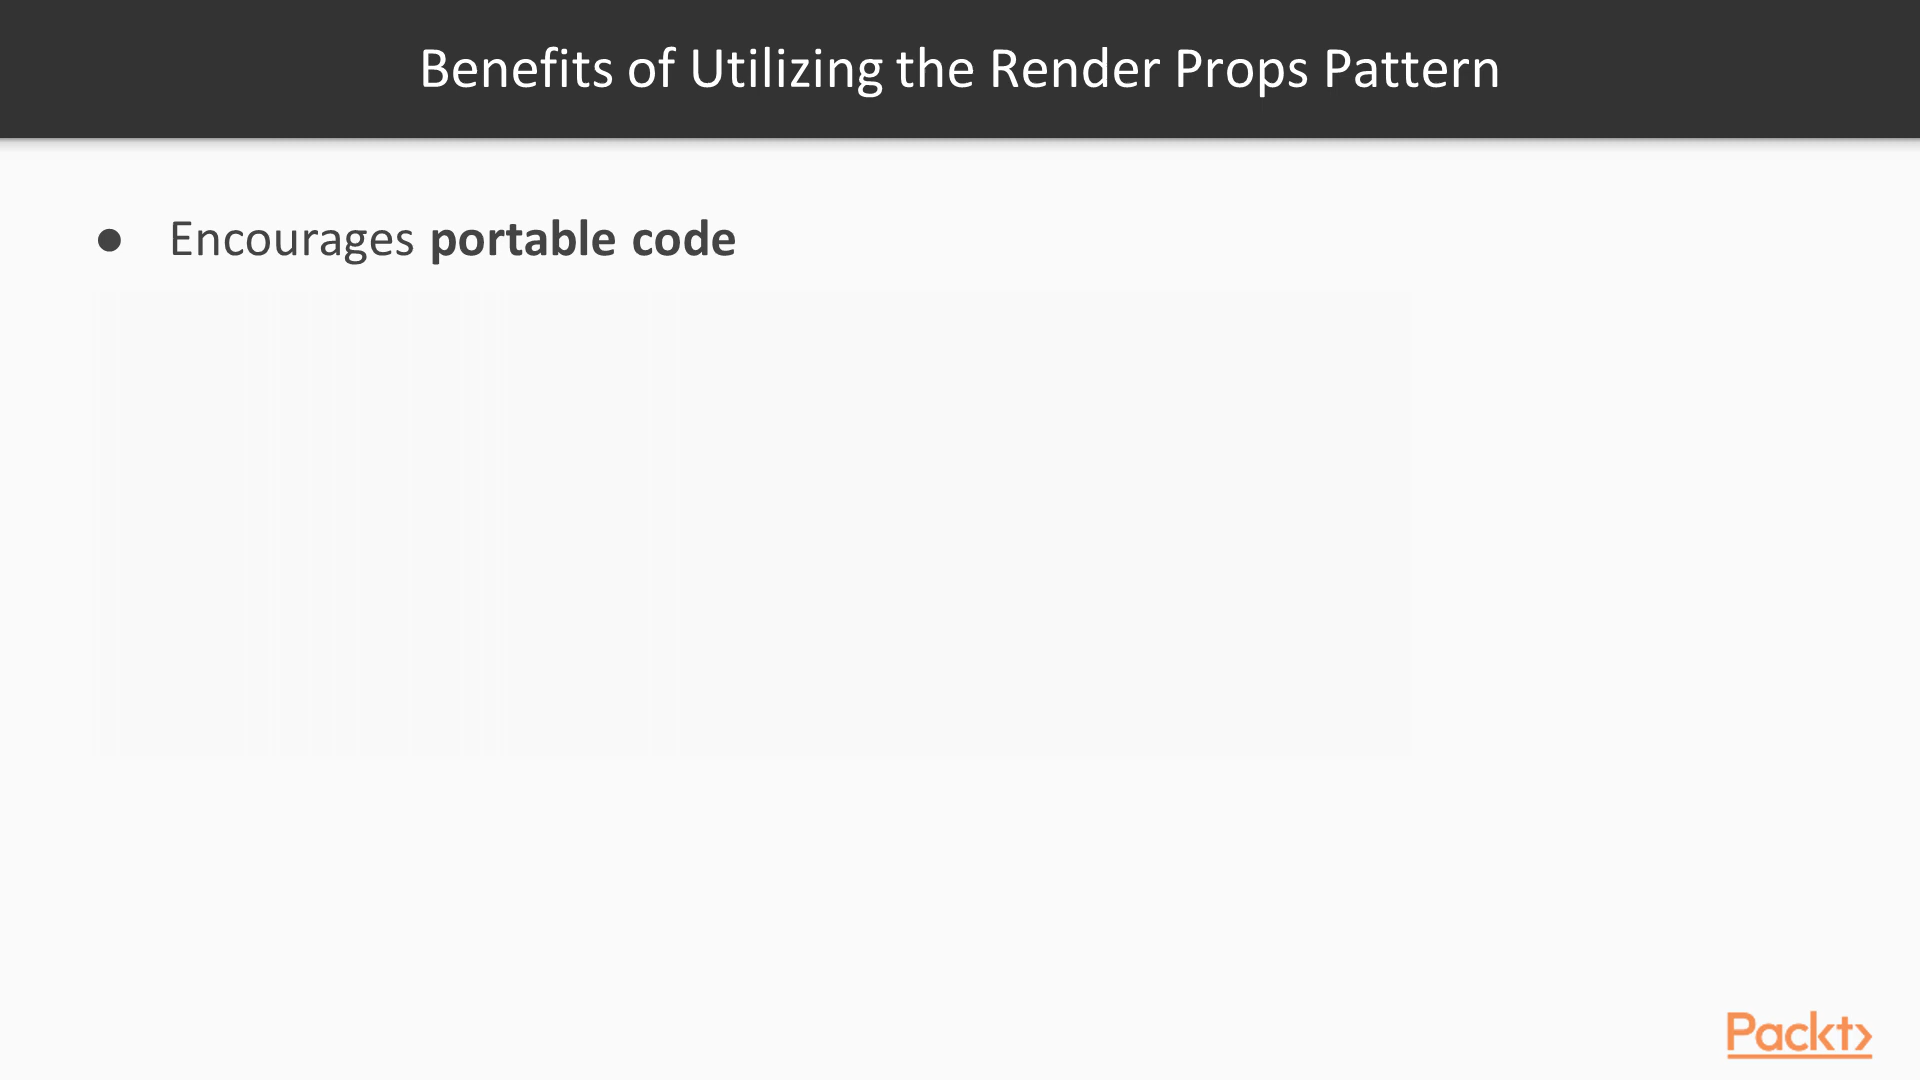 Benefits of Utilizing the Render Props Pattern
● Encourages portable code
Packt>